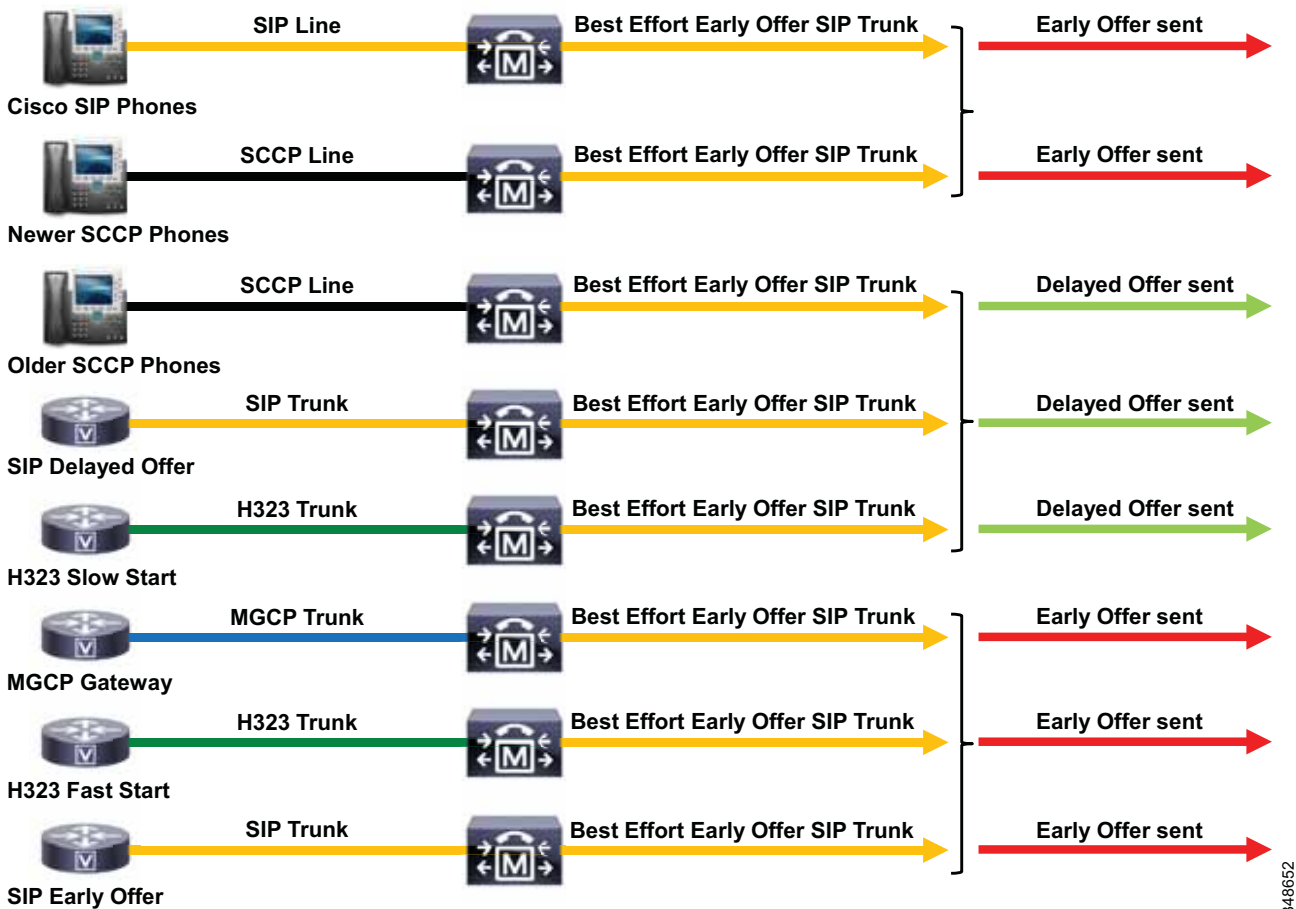 SIP Line Best Effort Early Offer SIP Trunk Early Offer sent
Cisco SIP Phones
SCCP Line Best Effort Early Offer SIP Trunk Early Offer sent
Newer SCCP Phones
SCCP Line Best Effort Early Offer SIP Trunk Delayed Offer sent
Older SCCP Phones
SIP Trunk Best Effort Early Offer SIP Trunk Delayed Offer sent
SIP Delayed Offer
H323 Trunk Best Effort Early Offer SIP Trunk Delayed Offer sent
H323 Slow Start
MGCP Trunk Best Effort Early Offer SIP Trunk Early Offer sent
MGCP Gateway
H323 Trunk Best Effort Early Offer SIP Trunk Early Offer sent
H323 Fast Start
SIP Trunk Best Effort Early Offer SIP Trunk Early Offer sent
SIP Early Offer
M
M
M
M
M
M
M
M
V
V
V
V
V
348652